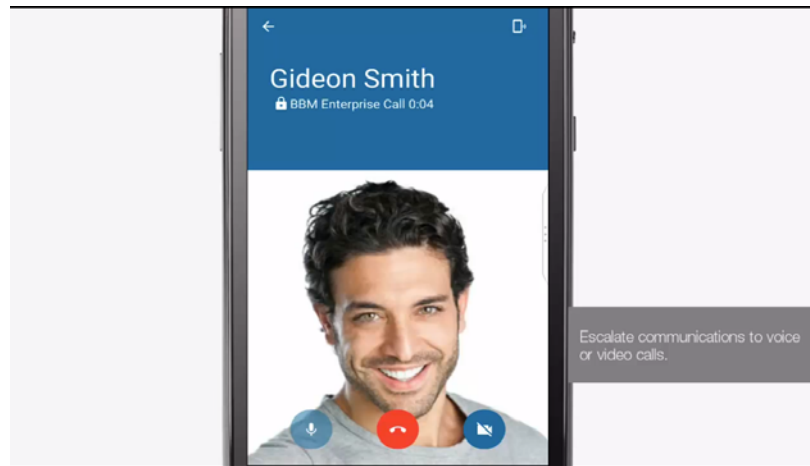 Gideon Smith
BBM Enterprise Call 0:04
Escalate communications to voice
or video calls.